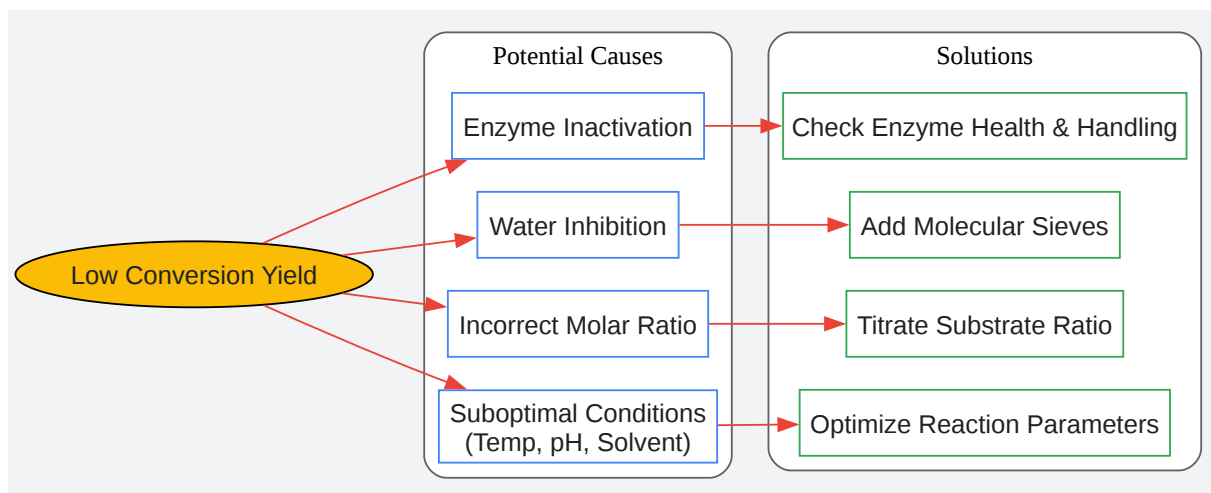 Potential Causes
Solutions
Enzyme Inactivation
Check Enzyme Health & Handling
Water Inhibition
Add Molecular Sieves
Low Conversion Yield
Incorrect Molar Ratio
Titrate Substrate Ratio
Suboptimal Conditions
(Temp, pH, Solvent)
Optimize Reaction Parameters